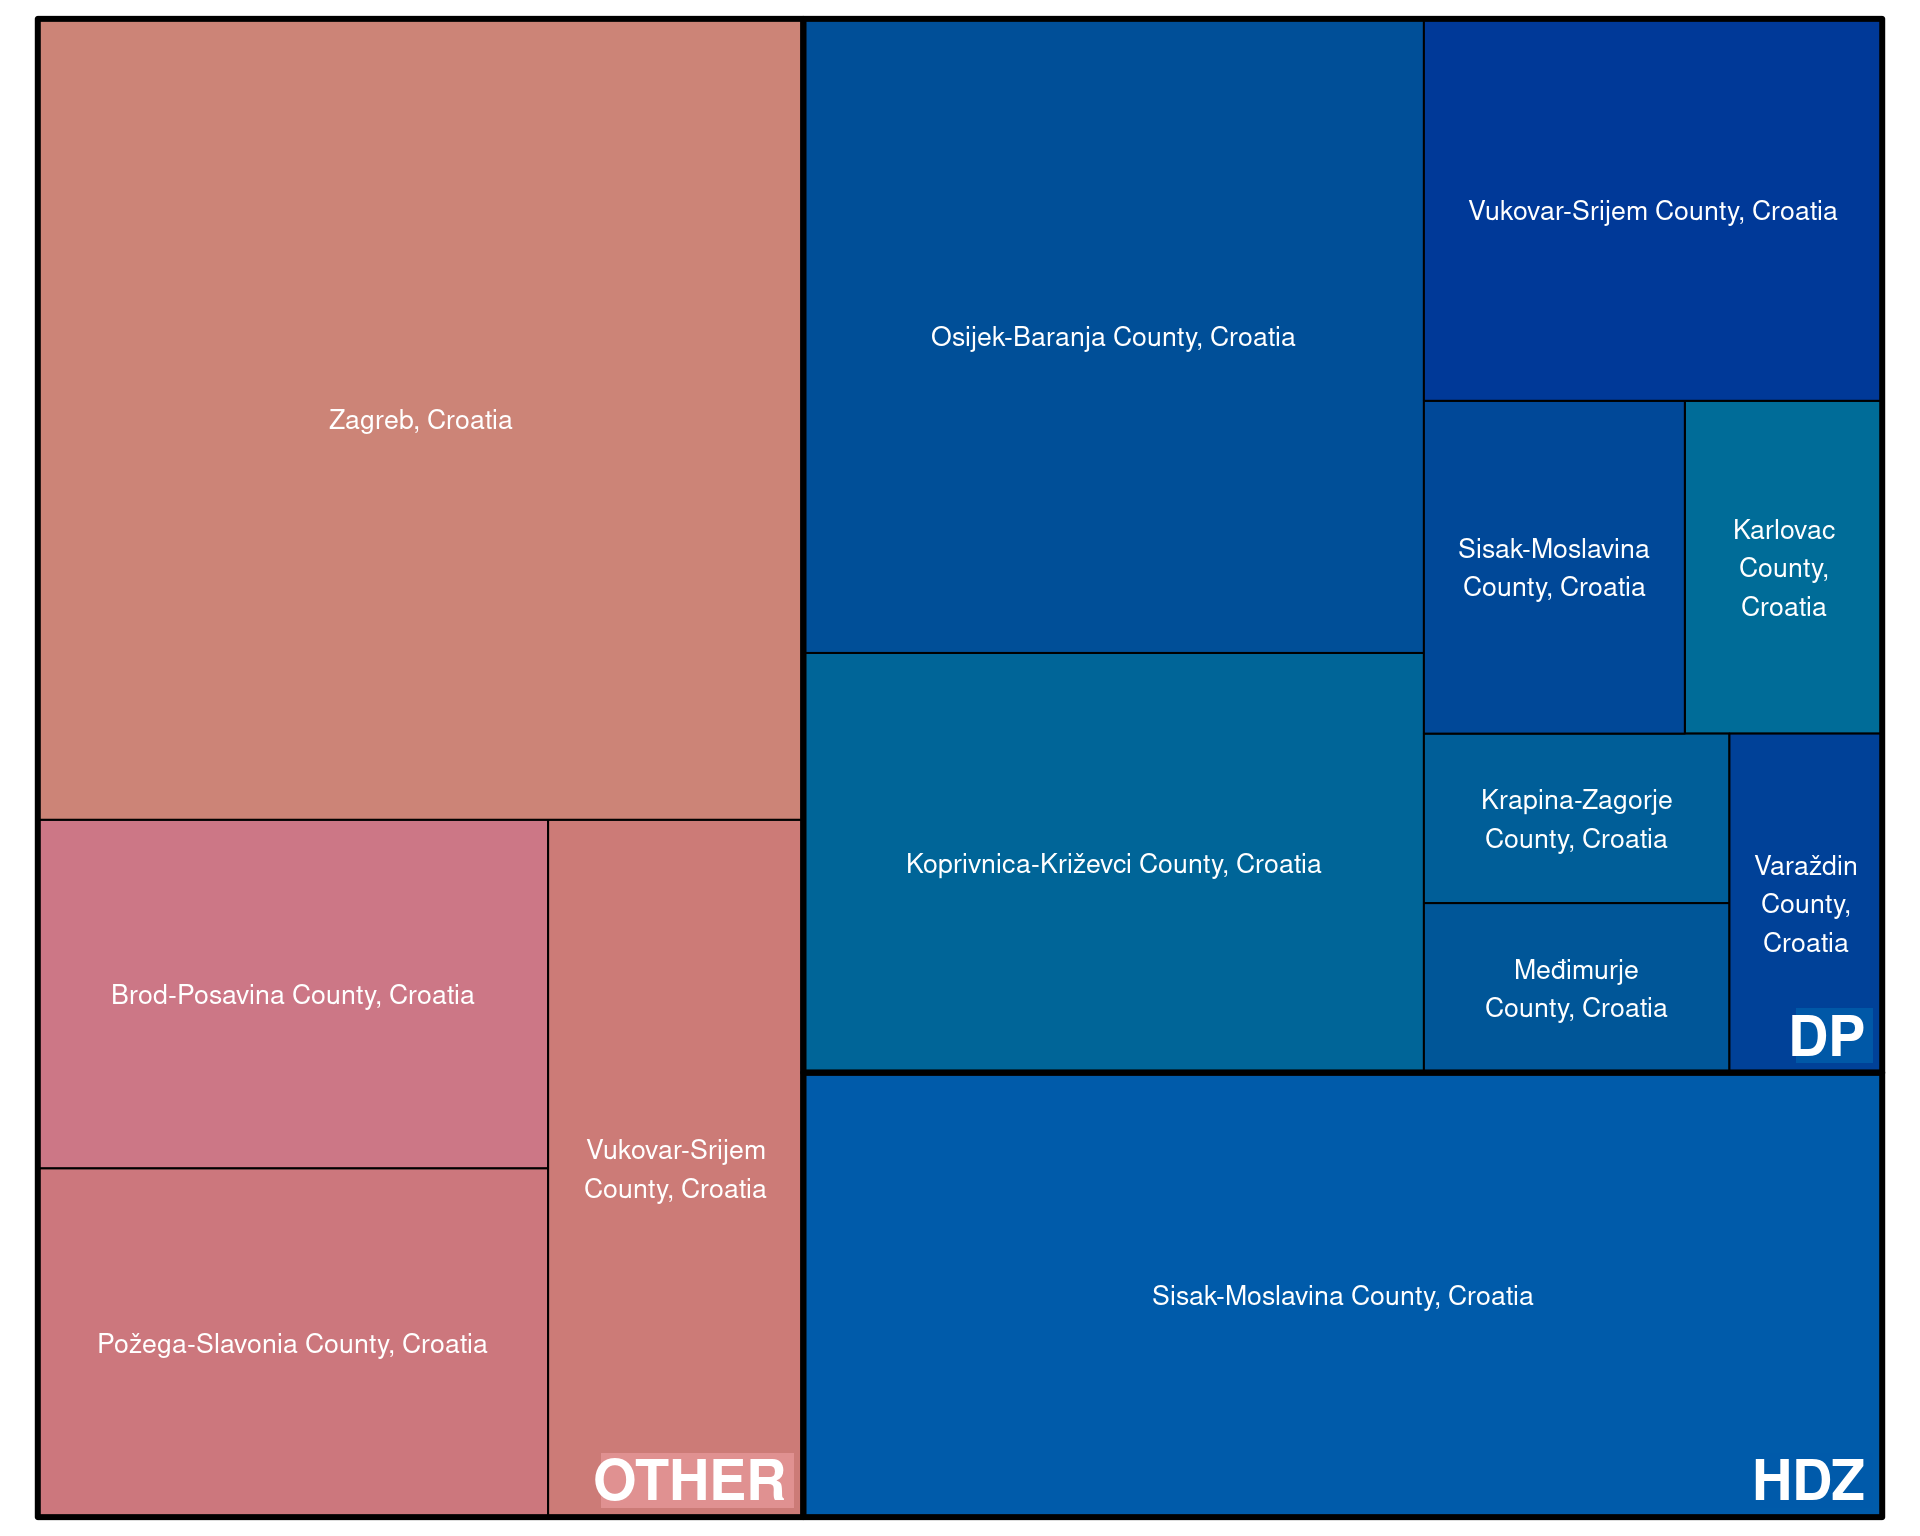 Zagreb, Croatia
Brod-Posavina County, Croatia
Požega-Slavonia County, Croatia
Vukovar-Srijem
County, Croatia
OTHER
Osijek-Baranja County, Croatia
Koprivnica-Križevci County, Croatia
Vukovar-Srijem County, Croatia
Sisak-Moslavina
County, Croatia
Karlovac
County,
Croatia
Krapina-Zagorje
County, Croatia
Međimurje
County, Croatia
Varaždin
County,
Croatia
DP
Sisak-Moslavina County, Croatia
HDZ